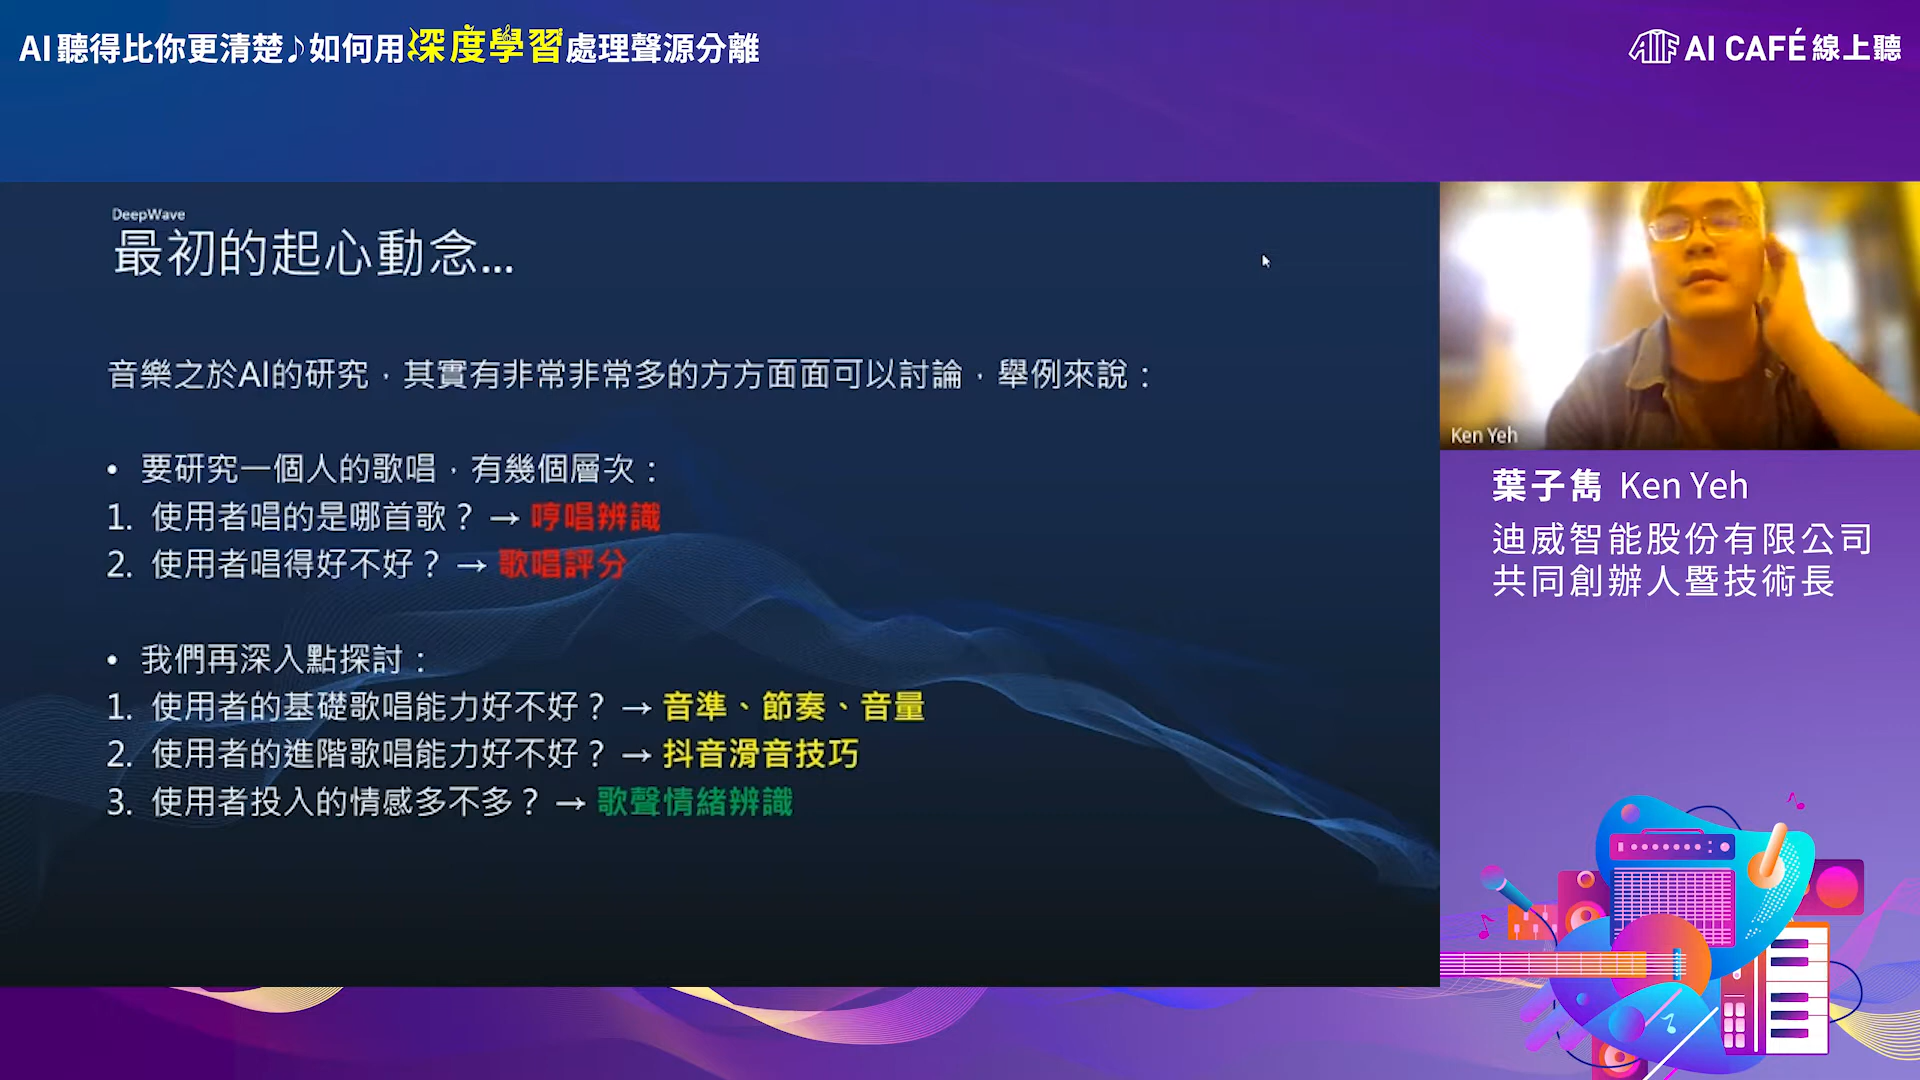 AI聽得比你更清楚♪如何用深度學習處理聲源分離
AIF AI CAFÉ 線上聽
DeepWave
最初的起心動念...
音樂之於AI的研究，其實有非常非常多的方方面面可以討論，舉例來說：
• 要研究一個人的歌唱，有幾個層次：
1. 使用者唱的是哪首歌？ → 哼唱辨識
2. 使用者唱得好不好？ → 歌唱評分
• 我們再深入點探討：
1. 使用者的基礎歌唱能力好不好？ → 音準、節奏、音量
2. 使用者的進階歌唱能力好不好？ → 抖音滑音技巧
3. 使用者投入的情感多不多？ → 歌聲情緒辨識
Ken Yeh
葉子雋 Ken Yeh
迪威智能股份有限公司
共同創辦人暨技術長